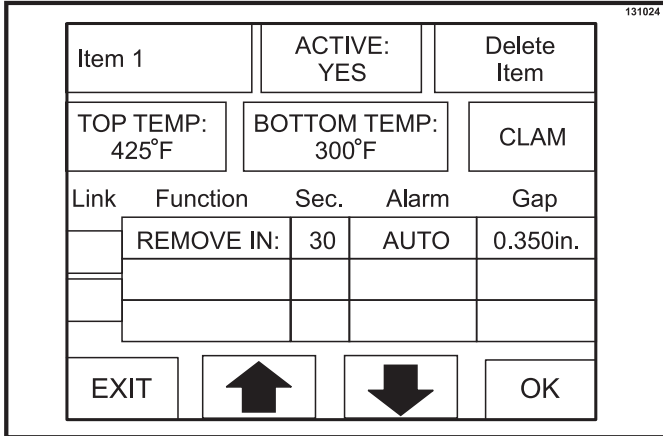 131024
Item 1
ACTIVE:
YES
Delete
Item
TOP TEMP:
425°F
BOTTOM TEMP:
300°F
CLAM
Link Function Sec. Alarm Gap
REMOVE IN: 30 AUTO 0.350in.
EXIT
OK